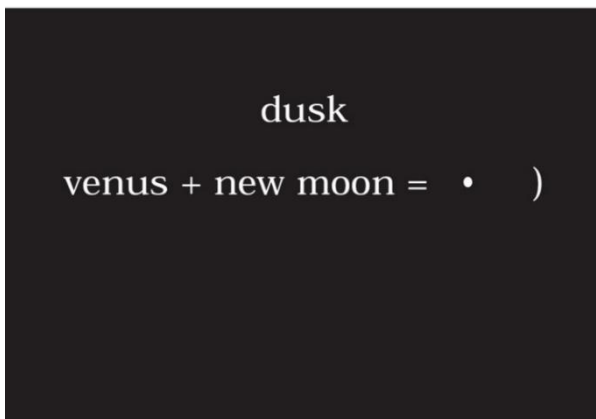 dusk
venus + new moon = • )